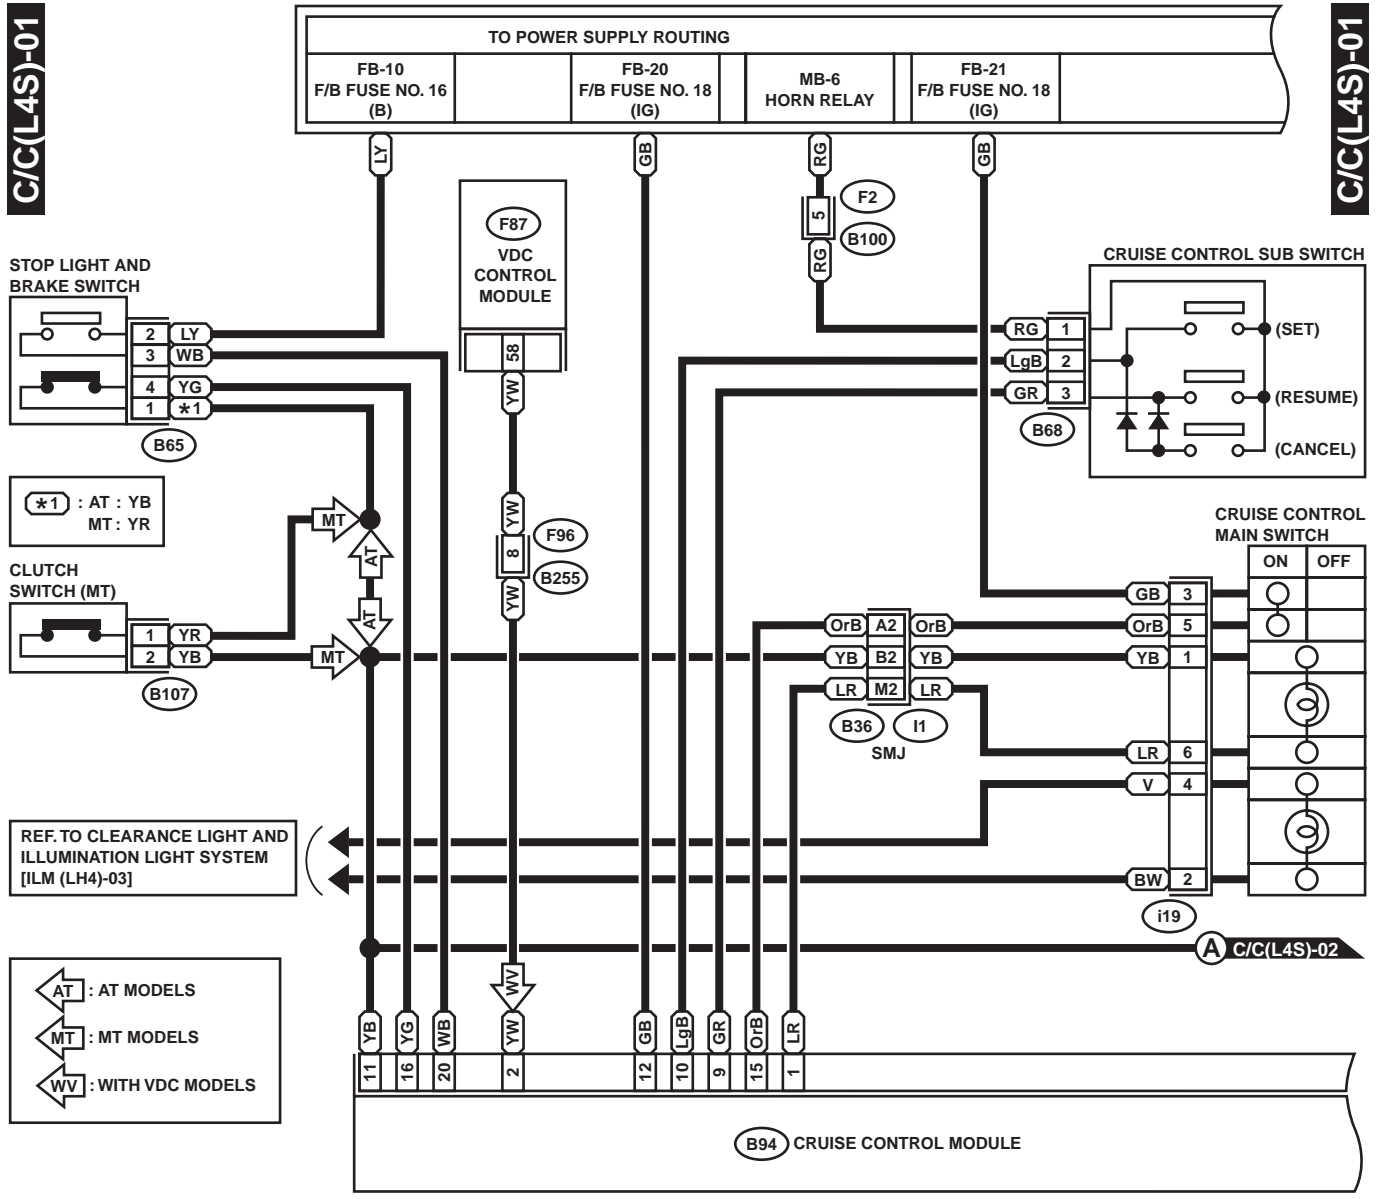 C/C(L4S)-01
C/C(L4S)-01
TO POWER SUPPLY ROUTING
FB-10
F/B FUSE NO. 16
(B)
FB-20
F/B FUSE NO. 18
(IG)
MB-6
HORN RELAY
FB-21
F/B FUSE NO. 18
(IG)
LY
GB
RG
GB
5
F2
B100
RG
F87
VDC
CONTROL
MODULE
58
YW
YW
8
F96
B255
YW
STOP LIGHT AND
BRAKE SWITCH
2 LY
3 WB
4 YG
1 *1
B65
*1 : AT : YB
MT : YR
CLUTCH
SWITCH (MT)
1 YR
2 YB
B107
MT
AT
AT
MT
CRUISE CONTROL SUB SWITCH
RG 1
LgB 2
GR 3
B68
(SET)
(RESUME)
(CANCEL)
CRUISE CONTROL
MAIN SWITCH
ON OFF
GB 3
OrB 5
YB 1
LR 6
V 4
BW 2
i19
OrB A2 OrB
YB B2 YB
LR M2 LR
B36 I1
SMJ
REF. TO CLEARANCE LIGHT AND
ILLUMINATION LIGHT SYSTEM
[ILM (LH4)-03]
A C/C(L4S)-02
AT : AT MODELS
MT : MT MODELS
WV : WITH VDC MODELS
WV
YB YG WB YW GB LgB GR OrB LR
11 16 20 2 12 10 9 15 1
B94 CRUISE CONTROL MODULE